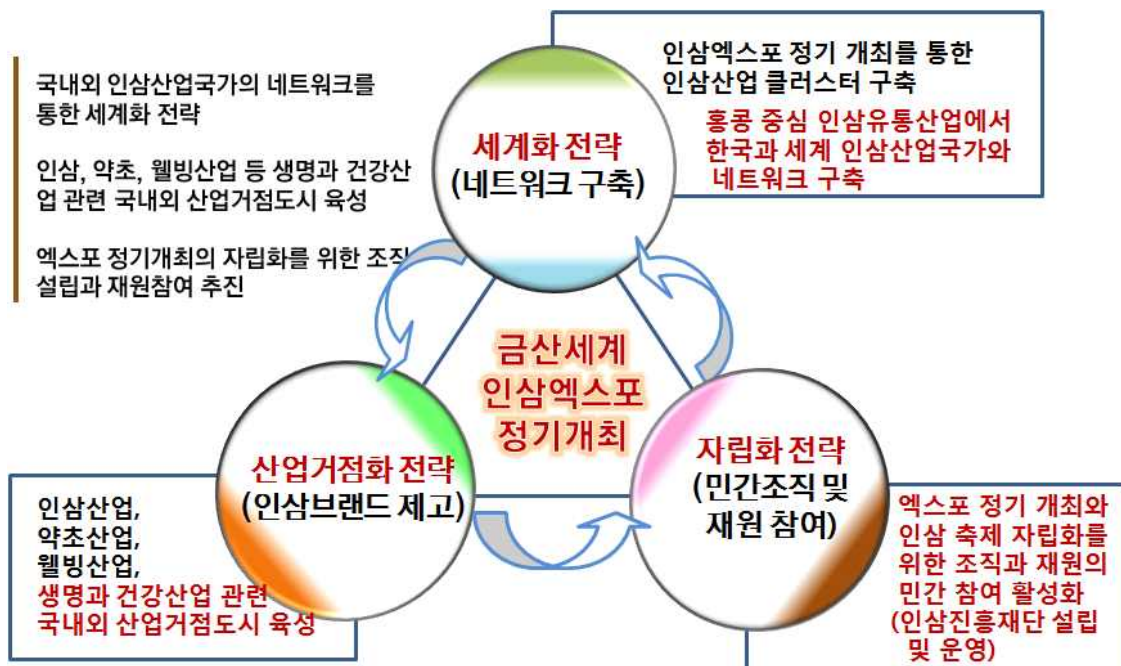 국내외 인삼산업국가의 네트워크를
통한 세계화 전략
인삼, 약초, 웰빙산업 등 생명과 건강산
업 관련 국내외 산업거점도시 육성
엑스포 정기개최의 자립화를 위한 조직
설립과 재원참여 추진
인삼엑스포 정기 개최를 통한
인삼산업 클러스터 구축
홍콩 중심 인삼유통산업에서
한국과 세계 인삼산업국가와
네트워크 구축
세계화 전략
(네트워크 구축)
금산세계
인삼엑스포
정기개최
산업거점화 전략
(인삼브랜드 제고)
인삼산업,
약초산업,
웰빙산업,
생명과 건강산업 관련
국내외 산업거점도시 육성
자립화 전략
(민간조직 및
재원 참여)
엑스포 정기 개최와
인삼 축제 자립화를
위한 조직과 재원의
민간 참여 활성화
(인삼진흥재단 설립
및 운영)